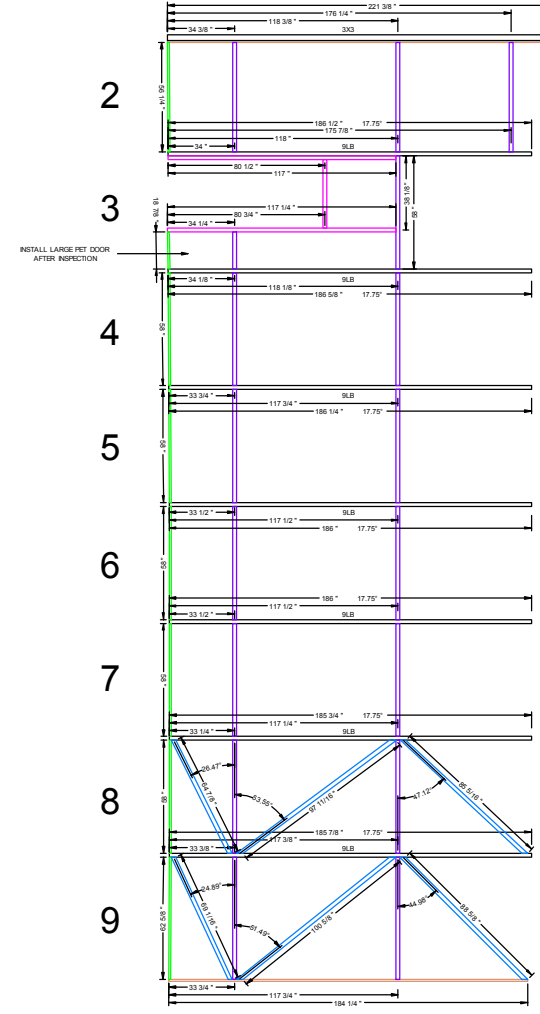 221 3/8 "
176 1/4 "
118 3/8 "
34 3/8 "
3X3
2
56 1/4 "
186 1/2 " 17.75"
175 7/8 "
118 "
34 "
9LB
80 1/2 "
117 "
38 1/8 "
58 "
3
117 1/4 "
80 3/4 "
34 1/4 "
18 7/8 "
INSTALL LARGE PET DOOR
AFTER INSPECTION
34 1/8 "
9LB
118 1/8 "
186 5/8 " 17.75"
4
58 "
33 3/4 "
9LB
117 3/4 "
186 1/4 " 17.75"
5
58 "
33 1/2 "
9LB
117 1/2 "
186 " 17.75"
6
58 "
186 " 17.75"
117 1/2 "
33 1/2 "
9LB
7
58 "
185 3/4 " 17.75"
117 1/4 "
33 1/4 "
9LB
8
58 "
26.47°
64 7/8 "
53.55°
97 11/16 "
47.12°
85 5/16 "
185 7/8 " 17.75"
117 3/8 "
33 3/8 "
9LB
9
62 5/8 "
24.89°
69 1/16 "
51.49°
100 5/8 "
44.98°
88 5/8 "
33 3/4 "
117 3/4 "
184 1/4 "